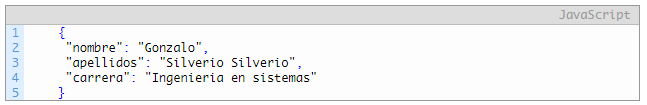 JavaScript
1 {
2 "nombre": "Gonzalo",
3 "apellidos": "Silverio Silverio",
4 "carrera": "Ingenieria en sistemas"
5 }